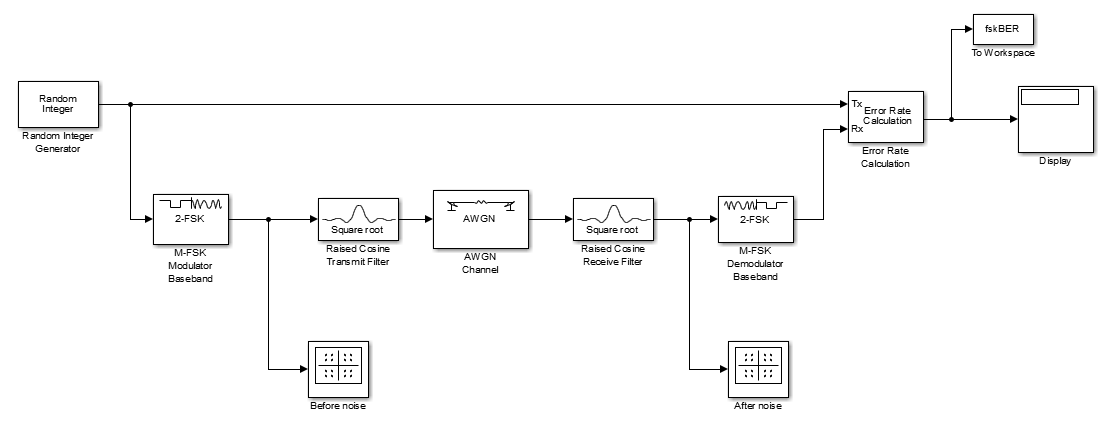 fskBER
To Workspace
Random
Integer
Random Integer
Generator
Tx
Rx
Error Rate
Calculation
Error Rate
Calculation
Display
2-FSK
M-FSK
Modulator
Baseband
Square root
Raised Cosine
Transmit Filter
AWGN
AWGN
Channel
Square root
Raised Cosine
Receive Filter
2-FSK
M-FSK
Demodulator
Baseband
Before noise
After noise